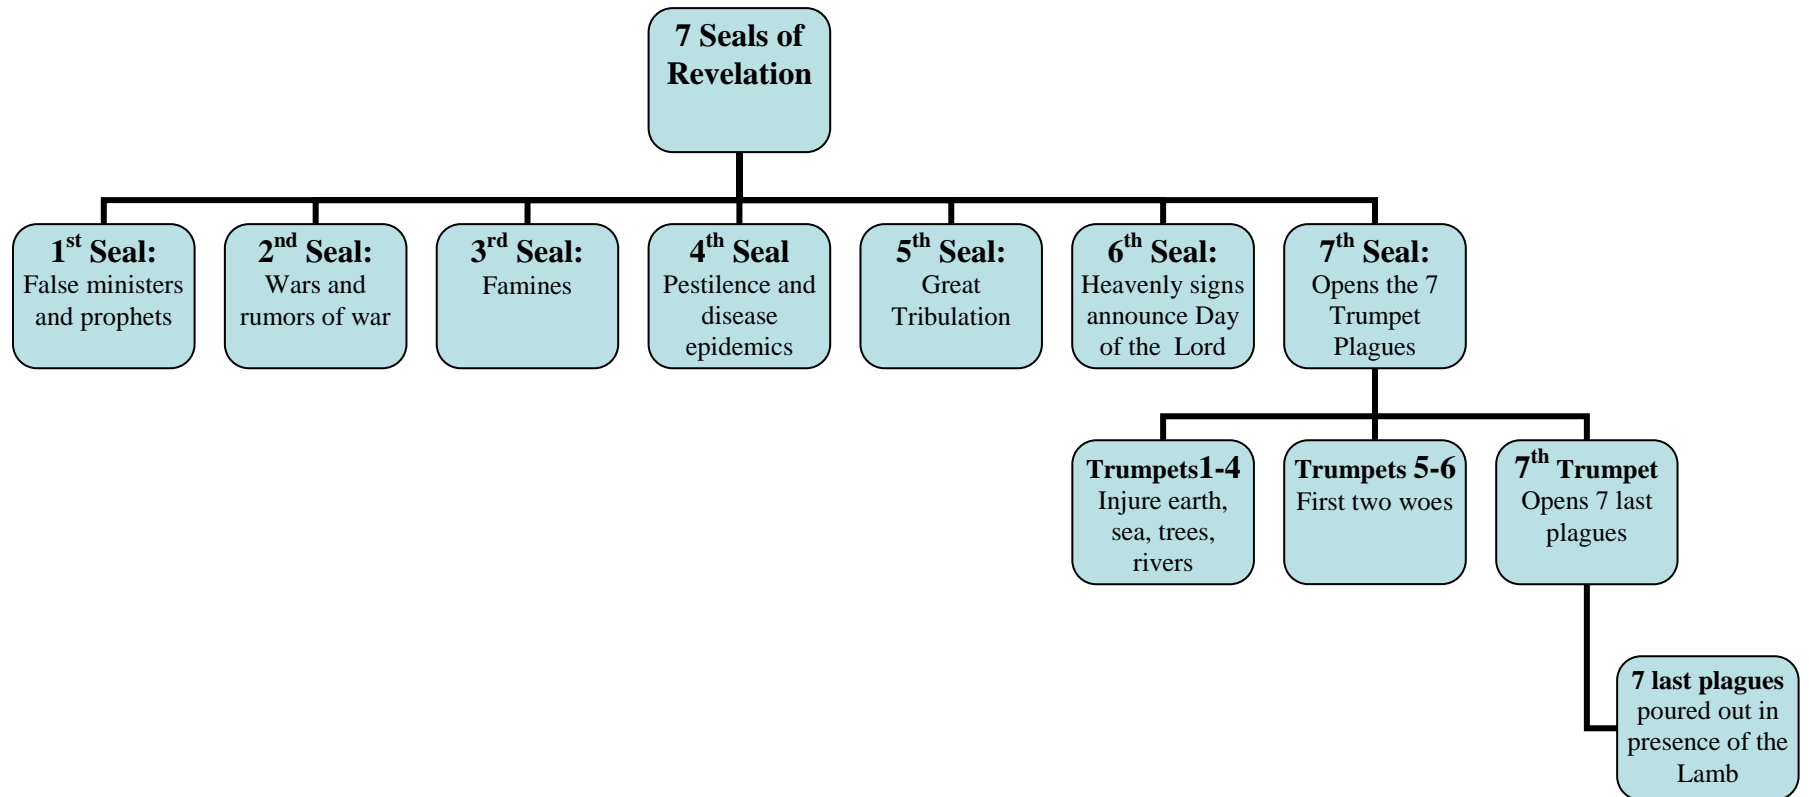 7 Seals of
Revelation
1st Seal:
False ministers
and prophets
2nd Seal:
Wars and
rumors of war
3rd Seal:
Famines
4th Seal
Pestilence and
disease
epidemics
5th Seal:
Great
Tribulation
6th Seal:
Heavenly signs
announce Day
of the Lord
7th Seal:
Opens the 7
Trumpet
Plagues
Trumpets1-4
Injure earth,
sea, trees,
rivers
Trumpets 5-6
First two woes
7th Trumpet
Opens 7 last
plagues
7 last plagues
poured out in
presence of the
Lamb